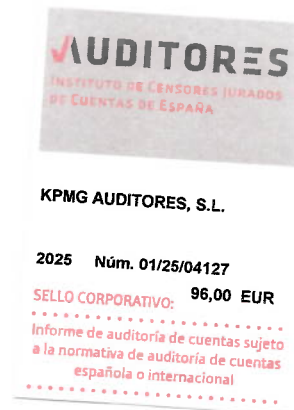 AUDITORES
INSTITUTO DE CENSORES JURADOS
DE CUENTAS DE ESPAÑA
KPMG AUDITORES, S.L.
2025 Núm. 01/25/04127
96,00 EUR
SELLO CORPORATIVO:
Informe de auditoría de cuentas sujeto
a la normativa de auditoría de cuentas
española o internacional